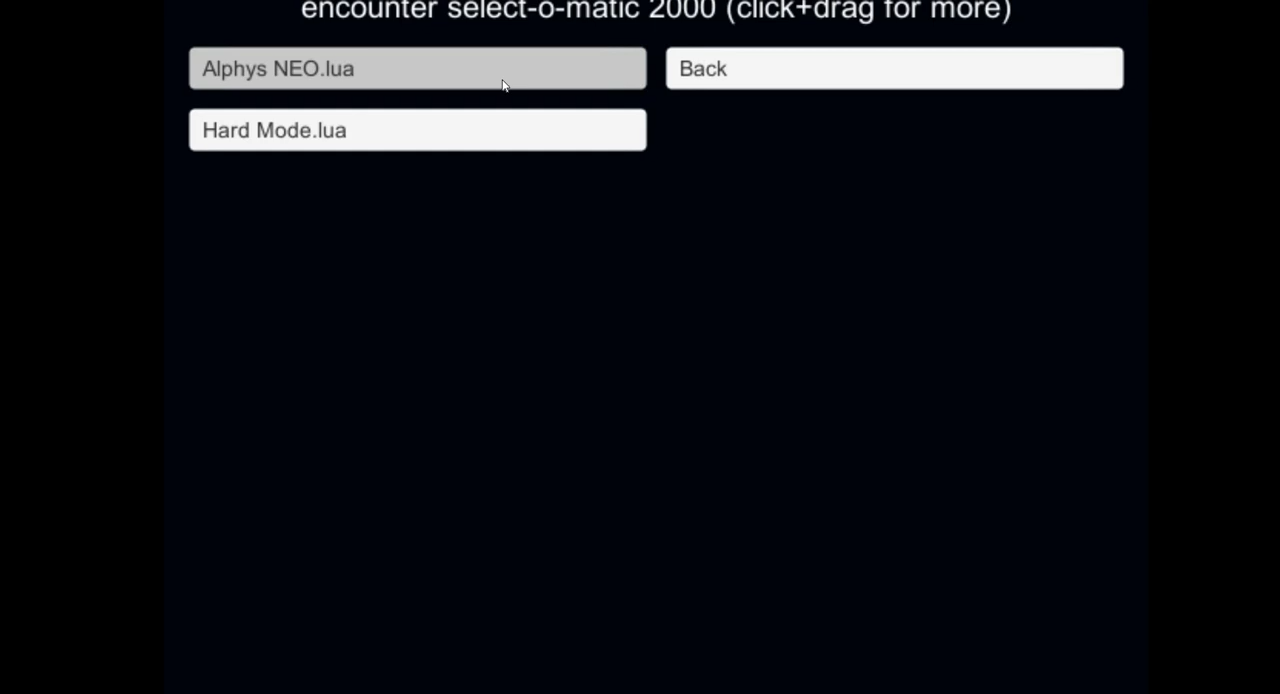 encounter select-o-matic 2000 (click+drag for more)
Alphys NEO.lua
Back
Hard Mode.lua